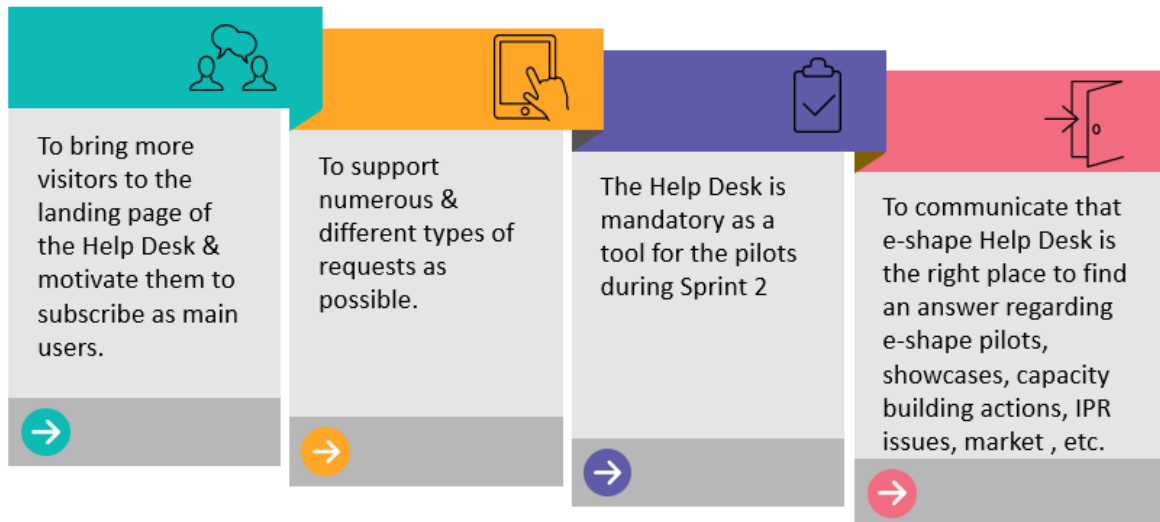 To bring more
visitors to the
landing page of
the Help Desk &
motivate them to
subscribe as main
users.
To support
numerous &
different types of
requests as
possible.
The Help Desk is
mandatory as a
tool for the pilots
during Sprint 2
To communicate that
e-shape Help Desk is
the right place to find
an answer regarding
e-shape pilots,
showcases, capacity
building actions, IPR
issues, market , etc.